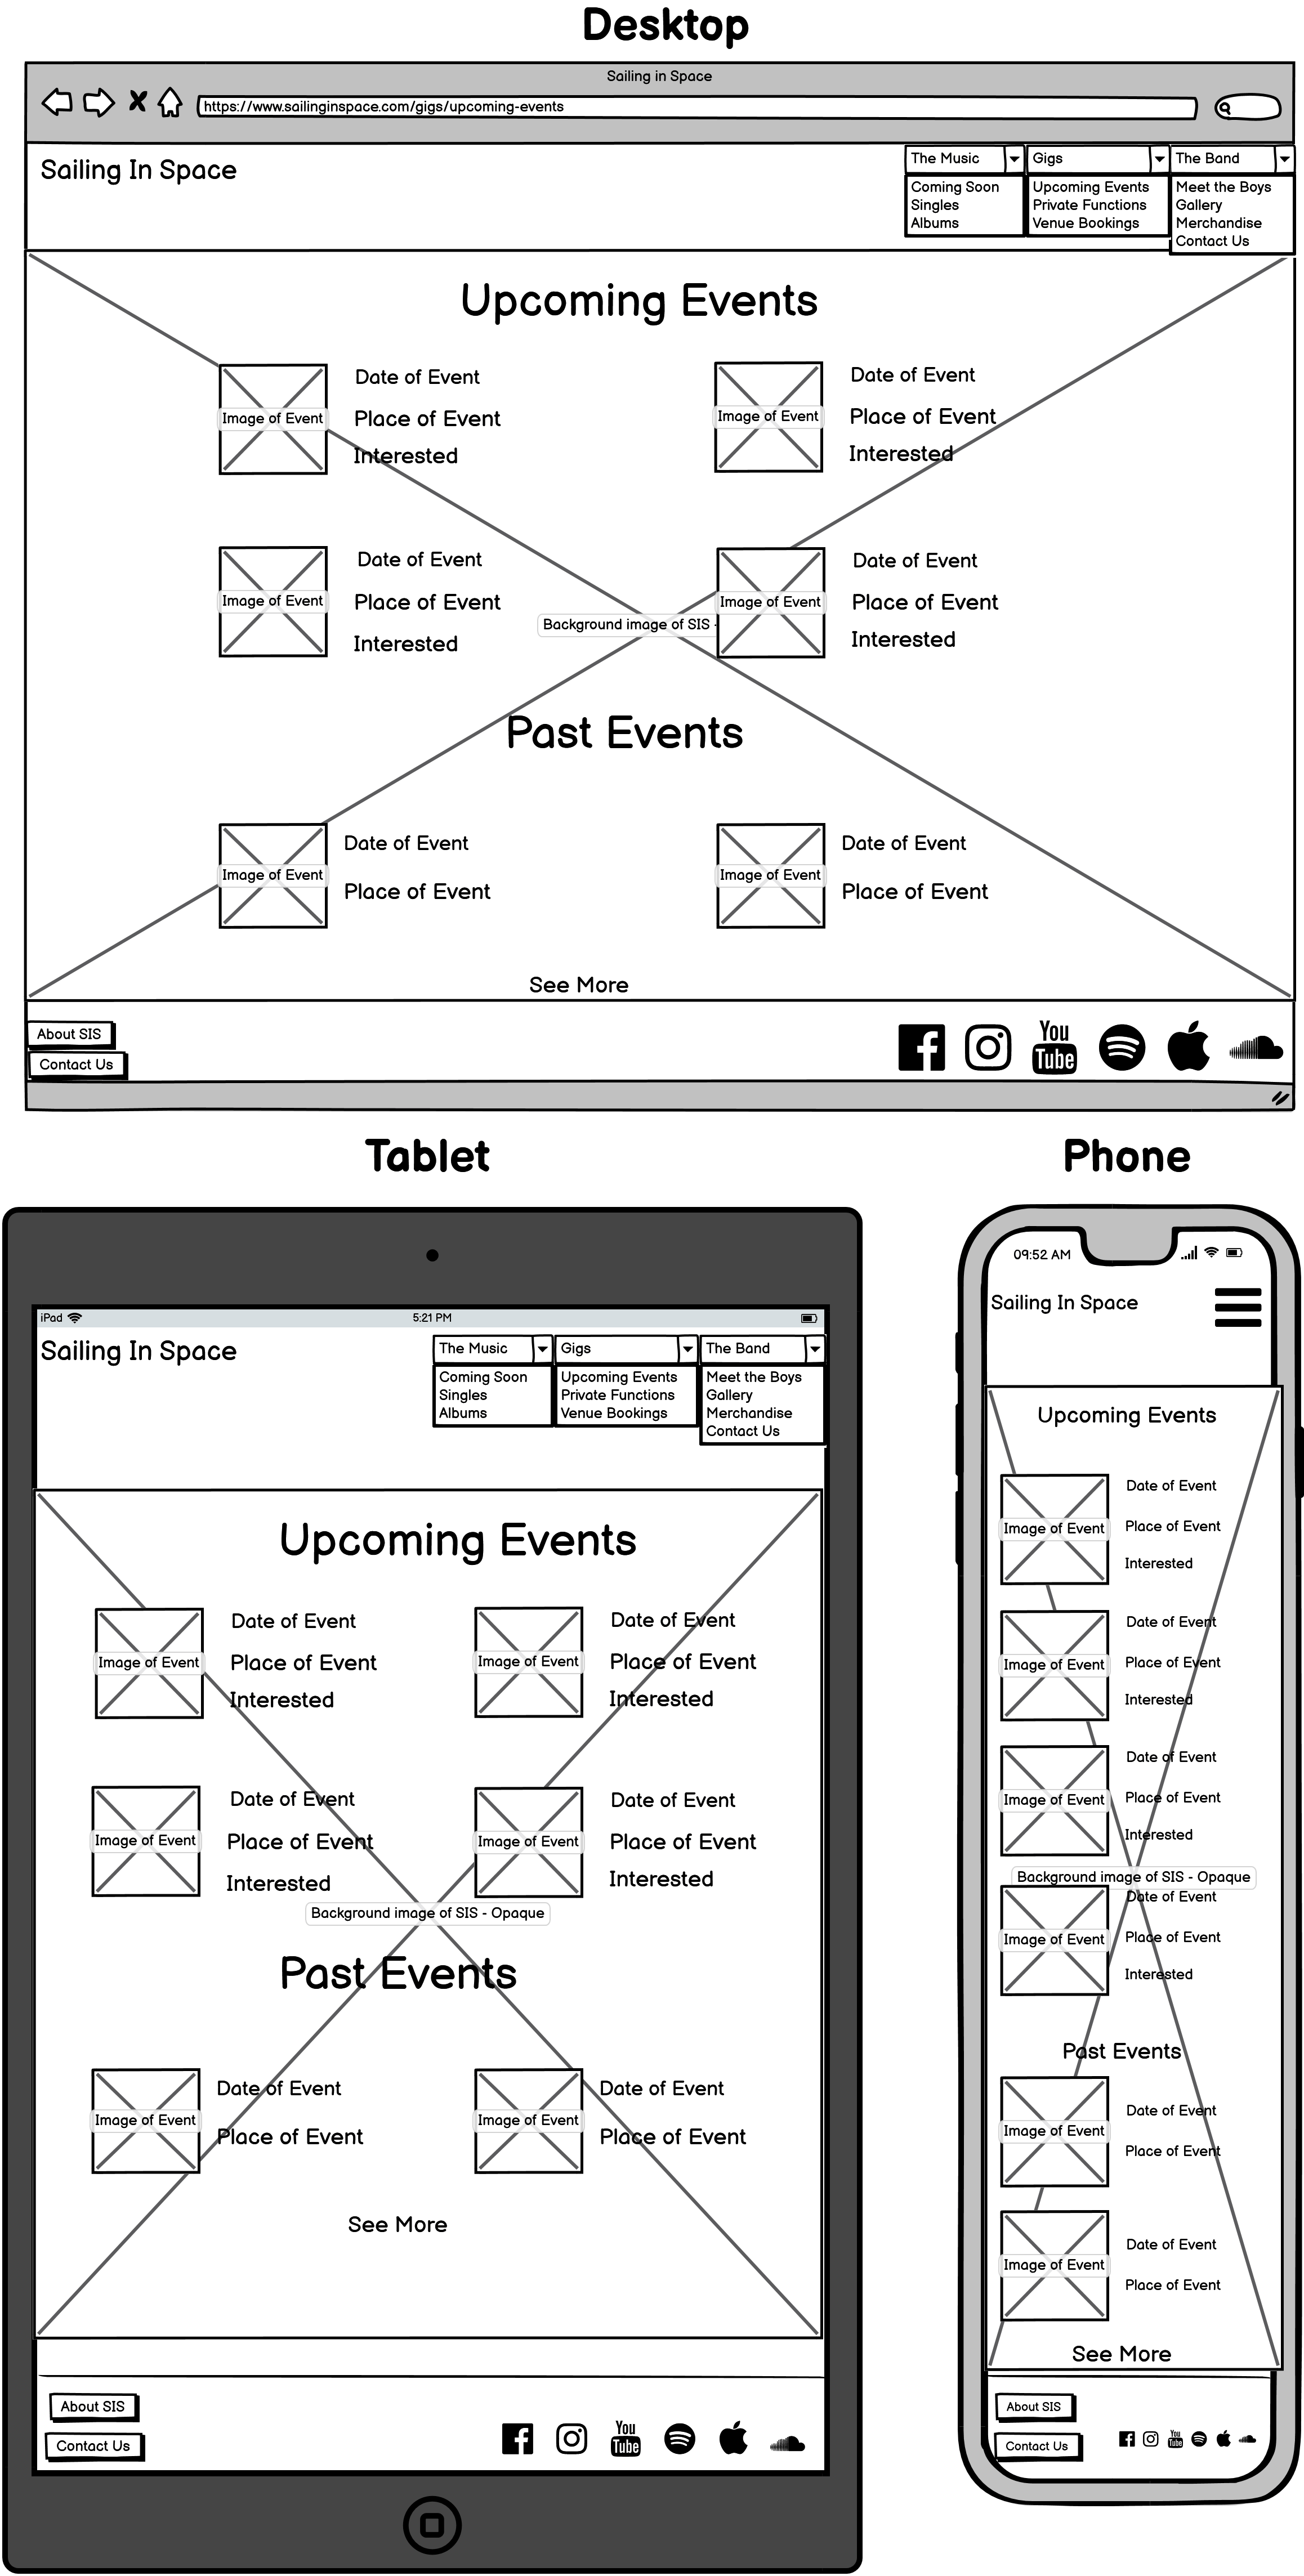 Desktop
Sailing in Space
https://www.sailinginspace.com/gigs/upcoming-events
Sailing In Space
The Music
Coming Soon
Singles
Albums
Gigs
Upcoming Events
Private Functions
Venue Bookings
The Band
Meet the Boys
Gallery
Merchandise
Contact Us
Upcoming Events
Image of Event
Date of Event
Place of Event
Interested
Image of Event
Date of Event
Place of Event
Interested
Image of Event
Date of Event
Place of Event
Interested
Background image of SIS -
Image of Event
Date of Event
Place of Event
Interested
Past Events
Image of Event
Date of Event
Place of Event
Image of Event
Date of Event
Place of Event
See More
About SIS
Contact Us
You
Tube
Tablet
iPad
5:21 PM
Sailing In Space
The Music
Coming Soon
Singles
Albums
Gigs
Upcoming Events
Private Functions
Venue Bookings
The Band
Meet the Boys
Gallery
Merchandise
Contact Us
Upcoming Events
Image of Event
Date of Event
Place of Event
Interested
Image of Event
Date of Event
Place of Event
Interested
Image of Event
Date of Event
Place of Event
Interested
Image of Event
Date of Event
Place of Event
Interested
Background image of SIS - Opaque
Past Events
Image of Event
Date of Event
Place of Event
Image of Event
Date of Event
Place of Event
See More
About SIS
Contact Us
You
Tube
Phone
09:52 AM
Sailing In Space
Upcoming Events
Image of Event
Date of Event
Place of Event
Interested
Image of Event
Date of Event
Place of Event
Interested
Image of Event
Date of Event
Place of Event
Interested
Background image of SIS - Opaque
Image of Event
Date of Event
Place of Event
Interested
Past Events
Image of Event
Date of Event
Place of Event
Image of Event
Date of Event
Place of Event
See More
About SIS
Contact Us
You
Tube